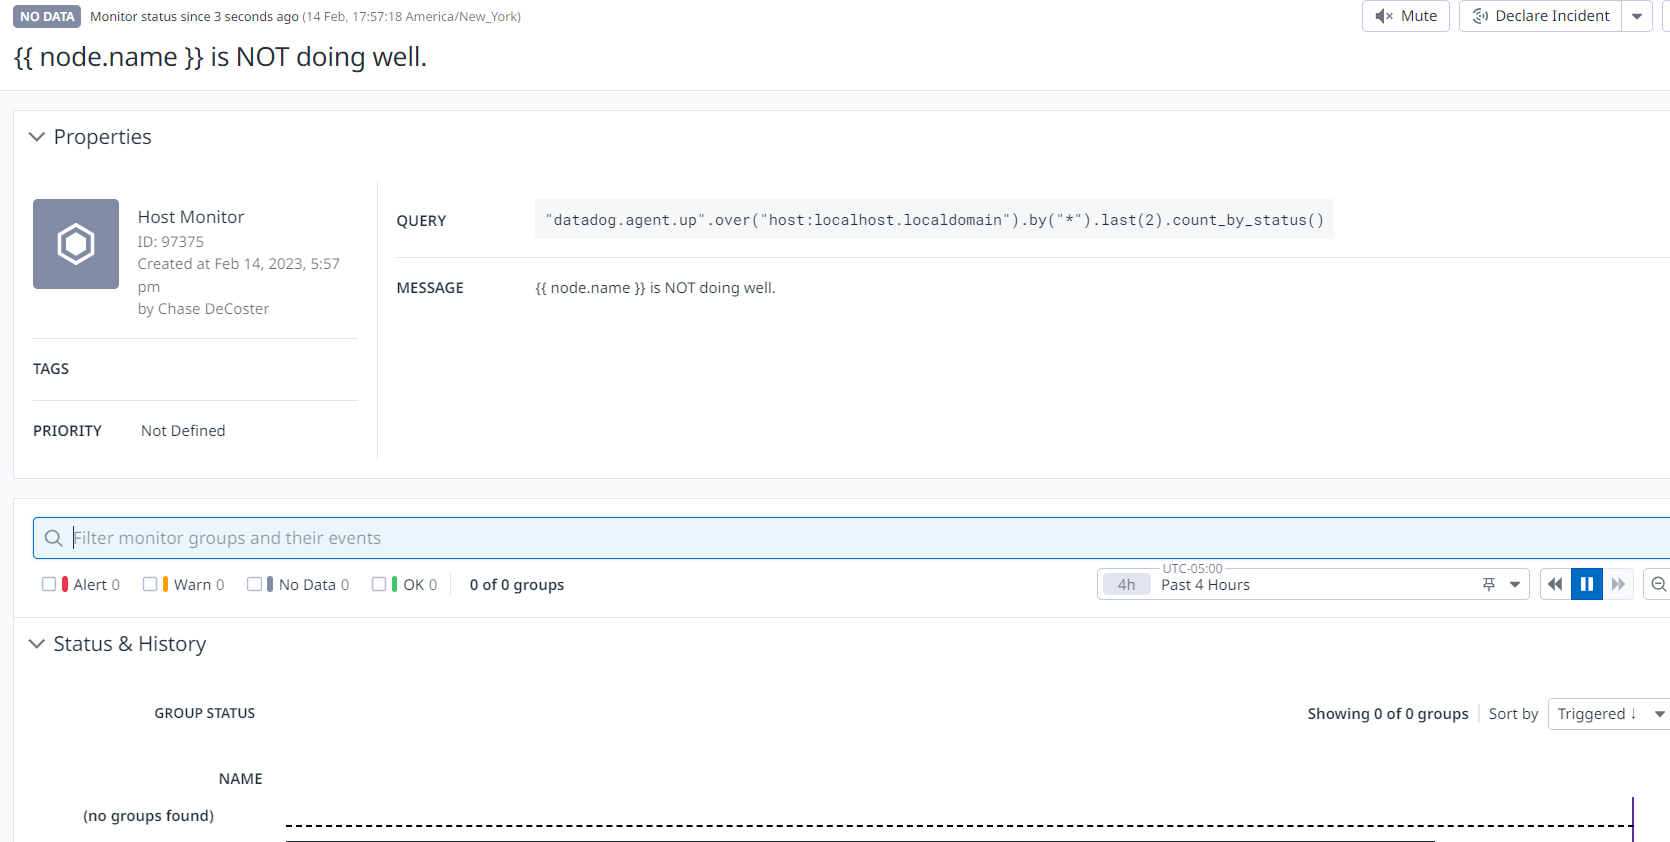 NO DATA Monitor status since 3 seconds ago (14 Feb, 17:57:18 America/New_York)
Mute
Declare Incident
{{ node.name }} is NOT doing well.
Properties
Host Monitor
ID: 97375
Created at Feb 14, 2023, 5:57
pm
by Chase DeCoster
TAGS
PRIORITY Not Defined
QUERY "datadog.agent.up".over("host:localhost.localdomain").by("*").last(2).count_by_status()
MESSAGE {{ node.name }} is NOT doing well.
Filter monitor groups and their events
Alert 0 Warn 0 No Data 0 OK 0 0 of 0 groups
UTC-05:00
4h Past 4 Hours
Status & History
GROUP STATUS
Showing 0 of 0 groups Sort by Triggered ↓
NAME
(no groups found)